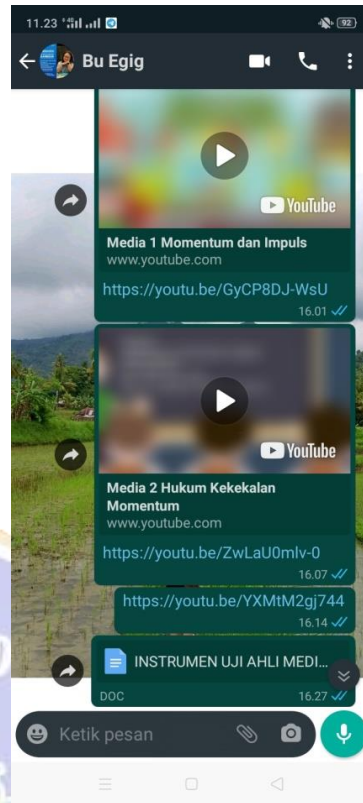 11.23
92
Bu Egig
YouTube
Media 1 Momentum dan Impuls
www.youtube.com
https://youtu.be/GyCP8DJ-WsU
16.01
YouTube
Media 2 Hukum Kekekalan
Momentum
www.youtube.com
https://youtu.be/ZwLaU0mlv-0
16.07
https://youtu.be/YXMtM2gj744
16.14
INSTRUMEN UJI AHLI MEDI...
DOC
16.27
Ketik pesan